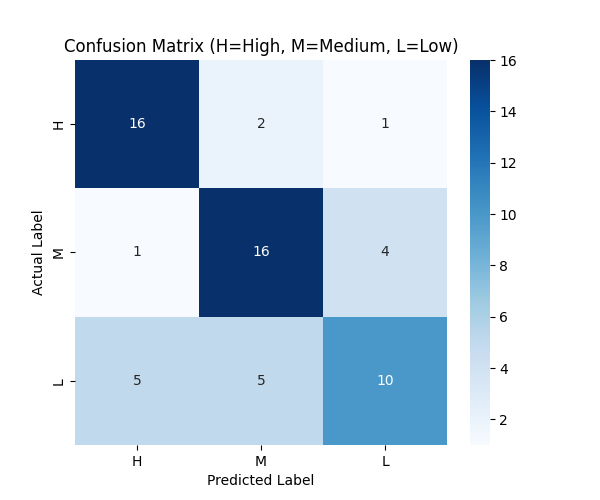 Confusion Matrix (H=High, M=Medium, L=Low)
Actual Label
H
16
2
1
M
1
16
4
L
5
5
10
H
M
L
Predicted Label
16
14
12
10
8
6
4
2